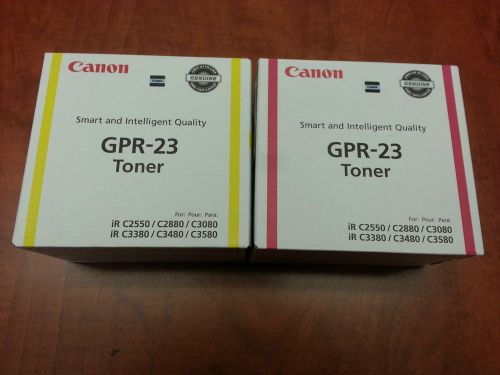 Canon
GENUINE
Smart and Intelligent Quality
GPR-23
Toner
For: Pour: Para:
iR C2550 / C2880 / C3080
iR C3380 / C3480 / C3580
Canon
GENUINE
Smart and Intelligent Quality
GPR-23
Toner
For: Pour: Para:
iR C2550 / C2880 / C3080
iR C3380 / C3480 / C3580